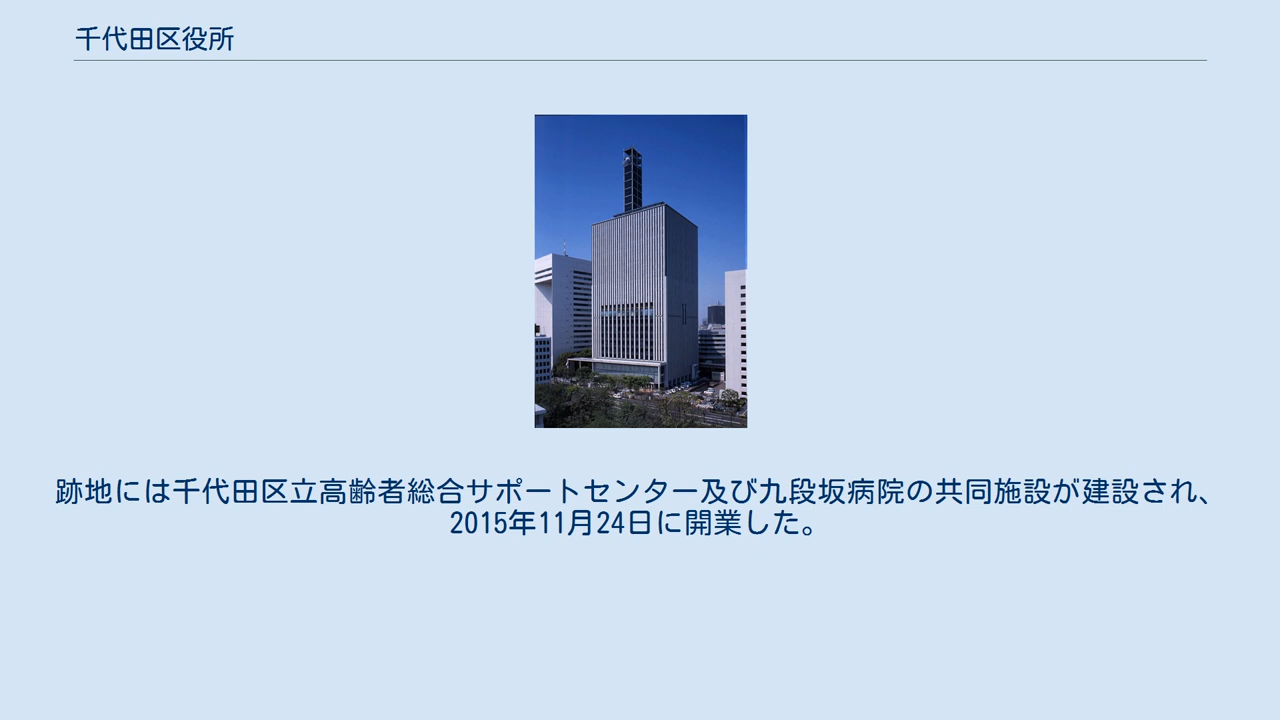 千代田区役所
跡地には千代田区立高齢者総合サポートセンター及び九段坂病院の共同施設が建設され、
2015年11月24日に開業した。